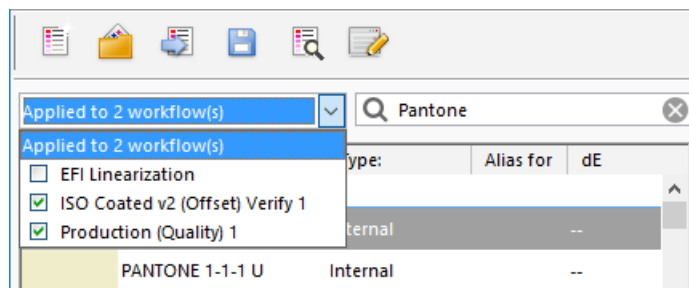 Applied to 2 workflow(s)
Pantone
Applied to 2 workflow(s)
EFI Linearization
ype: Alias for dE
ISO Coated v2 (Offset) Verify 1
Production (Quality) 1
ternal --
PANTONE 1-1-1 U Internal --